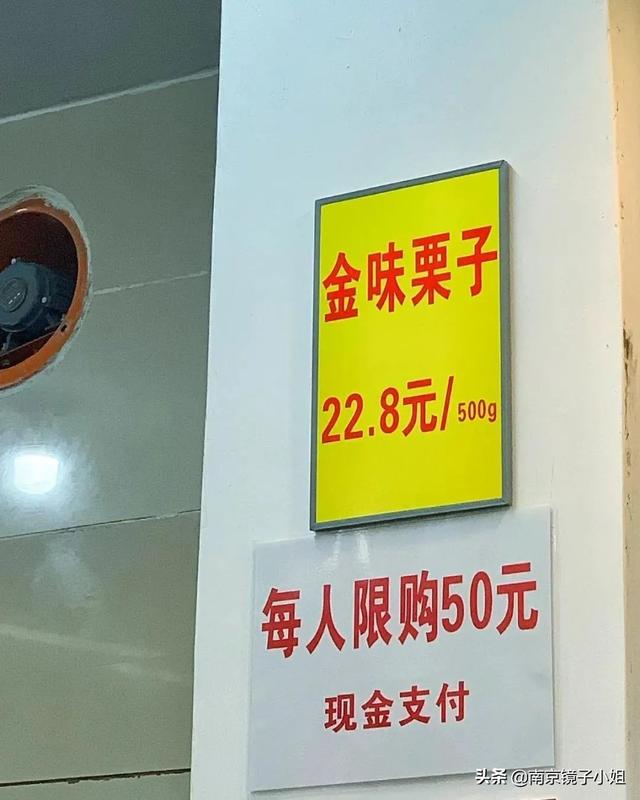 金味栗子
22.8元/500g
每人限购50元
现金支付
头条 @南京镜子小姐